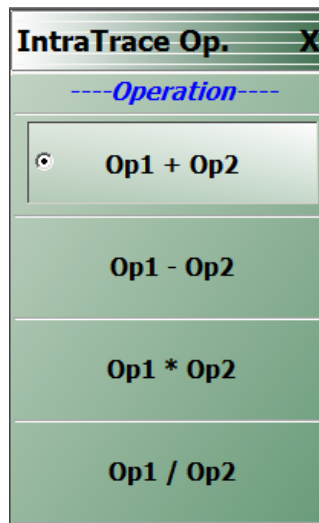 IntraTrace Op. X
----Operation----
Op1 + Op2
Op1 - Op2
Op1 * Op2
Op1 / Op2